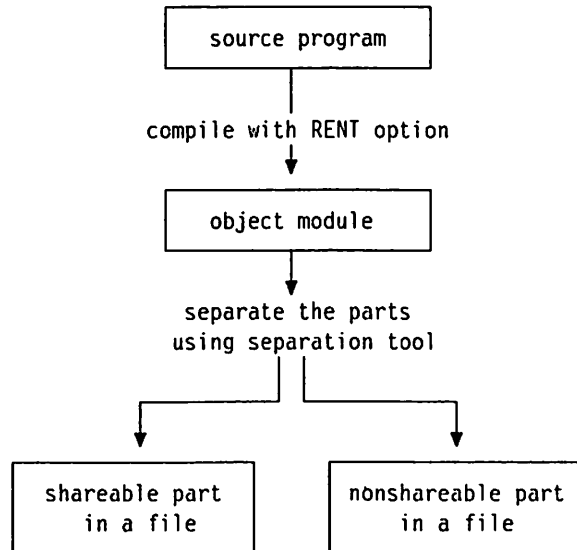 source program
compile with RENT option
object module
separate the parts
using separation tool
shareable part
in a file
nonshareable part
in a file